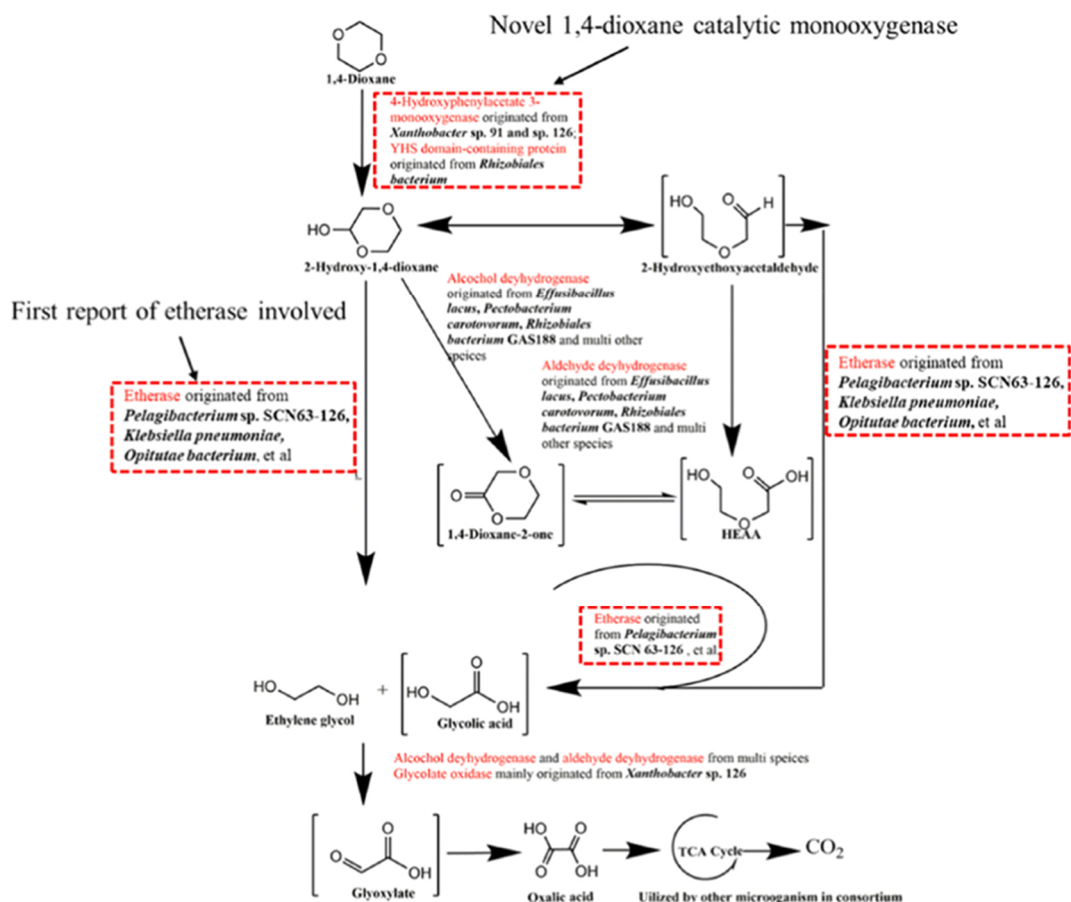 Novel 1,4-dioxane catalytic monooxygenase
O
O
1,4-Dioxane
4-Hydroxyphenylacetate 3-
monooxygenase originated from
Xanthobacter sp. 91 and sp. 126;
YHS domain-containing protein
originated from Rhizobiales
bacterium
HO
O
O
2-Hydroxy-1,4-dioxane
HO
O
H
O
2-Hydroxyethoxyacetaldehyde
Alcochol deyhydrogenase
originated from Effusibacillus
lacus, Pectobacterium
carotovorum, Rhizobiales
bacterium GAS188 and multi other
speices
First report of etherase involved
Etherase originated from
Pelagibacterium sp. SCN63-126,
Klebsiella pneumoniae,
Opitutae bacterium, et al
Aldehyde deyhydrogenase
originated from Effusibacillus
lacus, Pectobacterium
carotovorum, Rhizobiales
bacterium GAS188 and multi
other species
Etherase originated from
Pelagibacterium sp. SCN63-126,
Klebsiella pneumoniae,
Opitutae bacterium, et al
O
O
O
1,4-Dioxane-2-one
HO
O
OH
O
HEAA
Etherase originated
from Pelagibacterium
sp. SCN 63-126 , et al
HO
OH
Ethylene glycol
+
HO
O
OH
Glycolic acid
Alcochol deyhydrogenase and aldehyde deyhydrogenase from multi speices
Glycolate oxidase mainly originated from Xanthobacter sp. 126
O
O
OH
Glyoxylate
HO
O
O
OH
Oxalic acid
TCA Cycle
CO2
Uilized by other microoganism in consortium